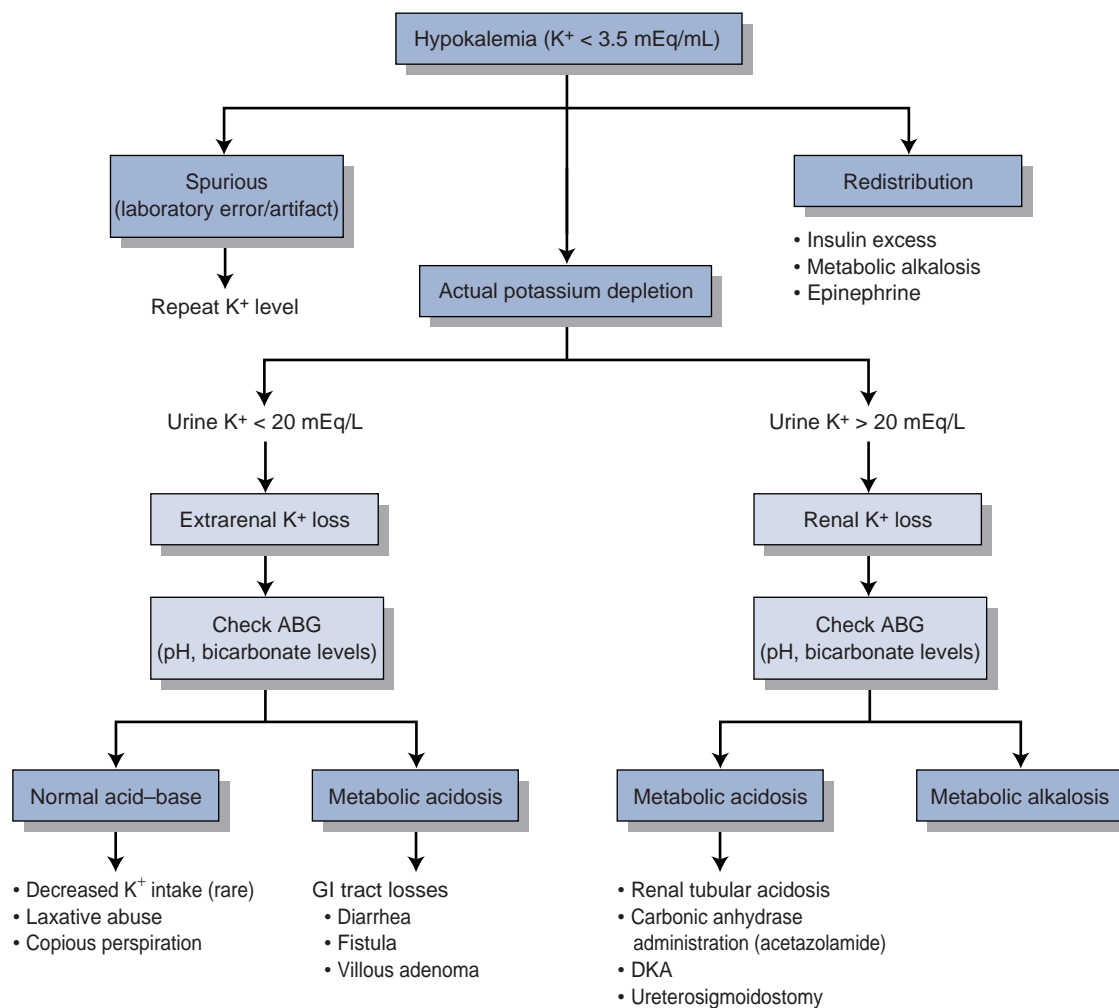 Hypokalemia (K⁺ < 3.5 mEq/mL)
Spurious
(laboratory error/artifact)
Repeat K⁺ level
Redistribution
• Insulin excess
• Metabolic alkalosis
• Epinephrine
Actual potassium depletion
Urine K⁺ < 20 mEq/L
Extrarenal K⁺ loss
Check ABG
(pH, bicarbonate levels)
Normal acid–base
• Decreased K⁺ intake (rare)
• Laxative abuse
• Copious perspiration
Metabolic acidosis
GI tract losses
• Diarrhea
• Fistula
• Villous adenoma
Urine K⁺ > 20 mEq/L
Renal K⁺ loss
Check ABG
(pH, bicarbonate levels)
Metabolic acidosis
• Renal tubular acidosis
• Carbonic anhydrase
administration (acetazolamide)
• DKA
• Ureterosigmoidostomy
Metabolic alkalosis